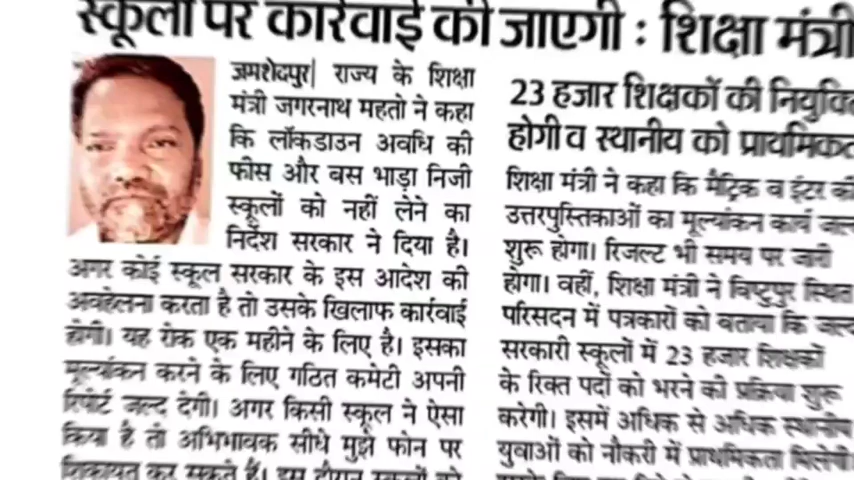 स्कूलों पर कार्रवाई की जाएगी : शिक्षा मंत्री
जमशेदपुर| राज्य के शिक्षा
मंत्री जगरनाथ महतो ने कहा
कि लॉकडाउन अवधि की
फीस और बस भाड़ा निजी
स्कूलों को नहीं लेने का
निर्देश सरकार ने दिया है।
अगर कोई स्कूल सरकार के इस आदेश की
अवहेलना करता है तो उसके खिलाफ कार्रवाई
होगी। यह रोक एक महीने के लिए है। इसका
मूल्यांकन करने के लिए गठित कमेटी अपनी
रिपोर्ट जल्द देगी। अगर किसी स्कूल ने ऐसा
किया है तो अभिभावक सीधे मुझे फोन पर
शिकायत कर सकते हैं। इस दौरान स्कूलों को
23 हजार शिक्षकों की
होगी व स्थानीय को
शिक्षा मंत्री ने कहा कि मैट्रिक व इंटर की
उत्तरपुस्तिकाओं का मूल्यांकन कार्य
शुरू होगा। रिजल्ट भी समय पर जारी
होगा। वहीं, शिक्षा मंत्री ने बिष्टुपुर स्थित
परिसदन में पत्रकारों को बताया कि
सरकारी स्कूलों में 23 हजार शिक्षकों
के रिक्त पदों को भरने की प्रक्रिया शुरू
करेगी। इसमें अधिक से अधिक स्थानीय
युवाओं को नौकरी में प्राथमिकता मिलेगी।